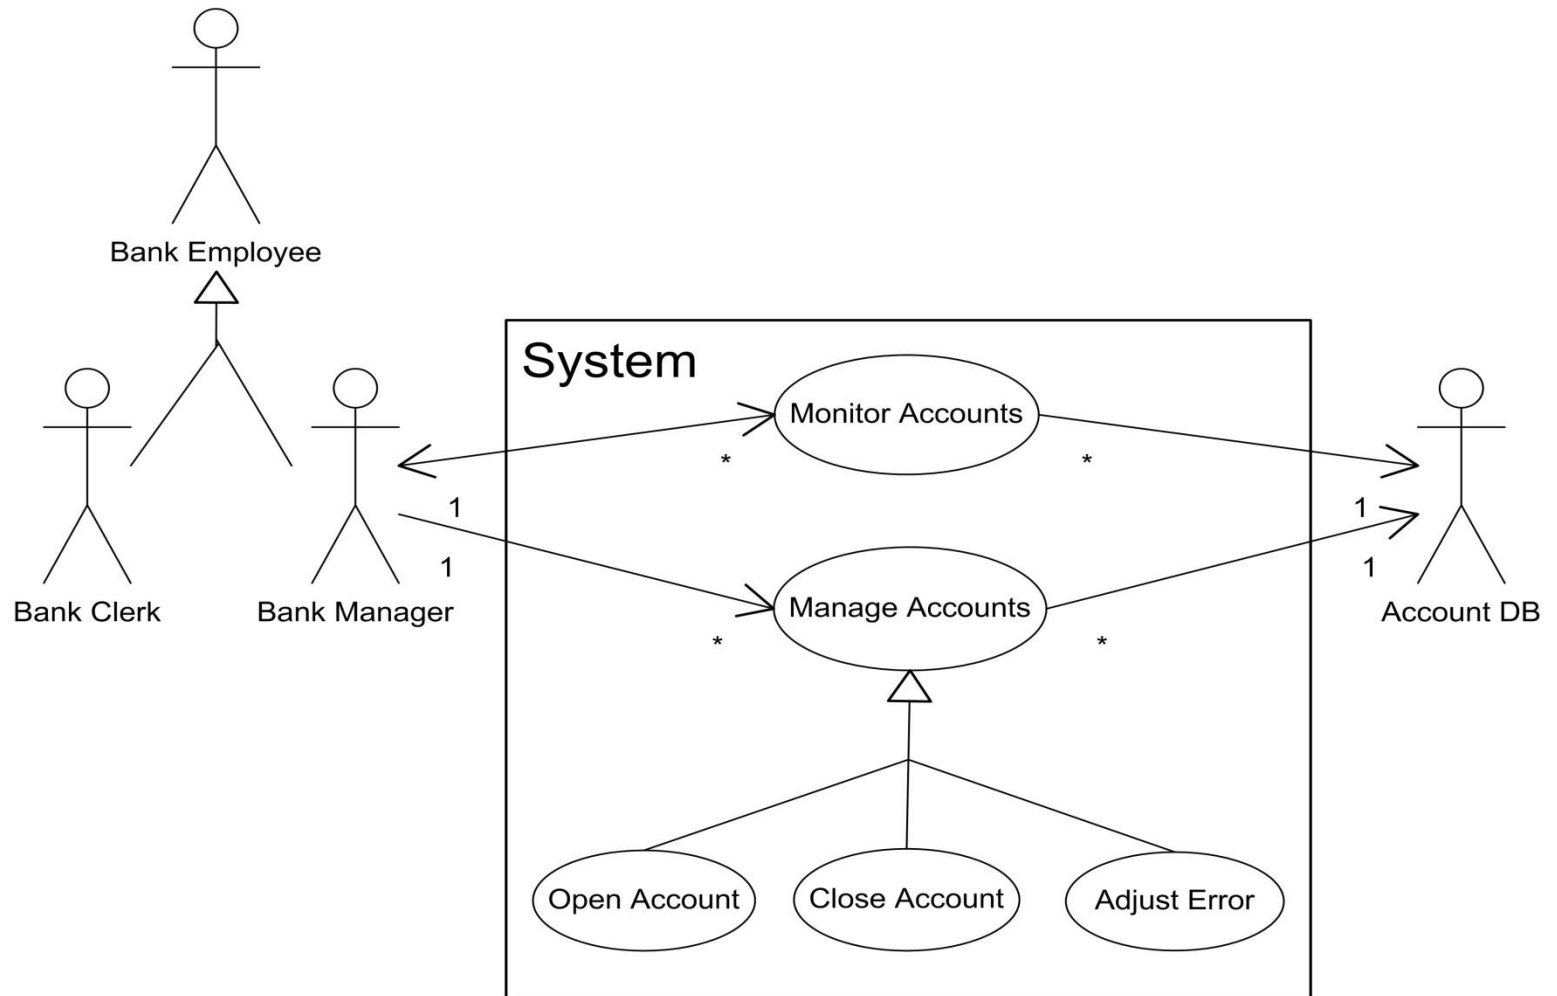 Bank Employee
System
Monitor Accounts
*
*
1
1
Manage Accounts
1
1
*
*
Bank Clerk
Bank Manager
Account DB
Open Account
Close Account
Adjust Error